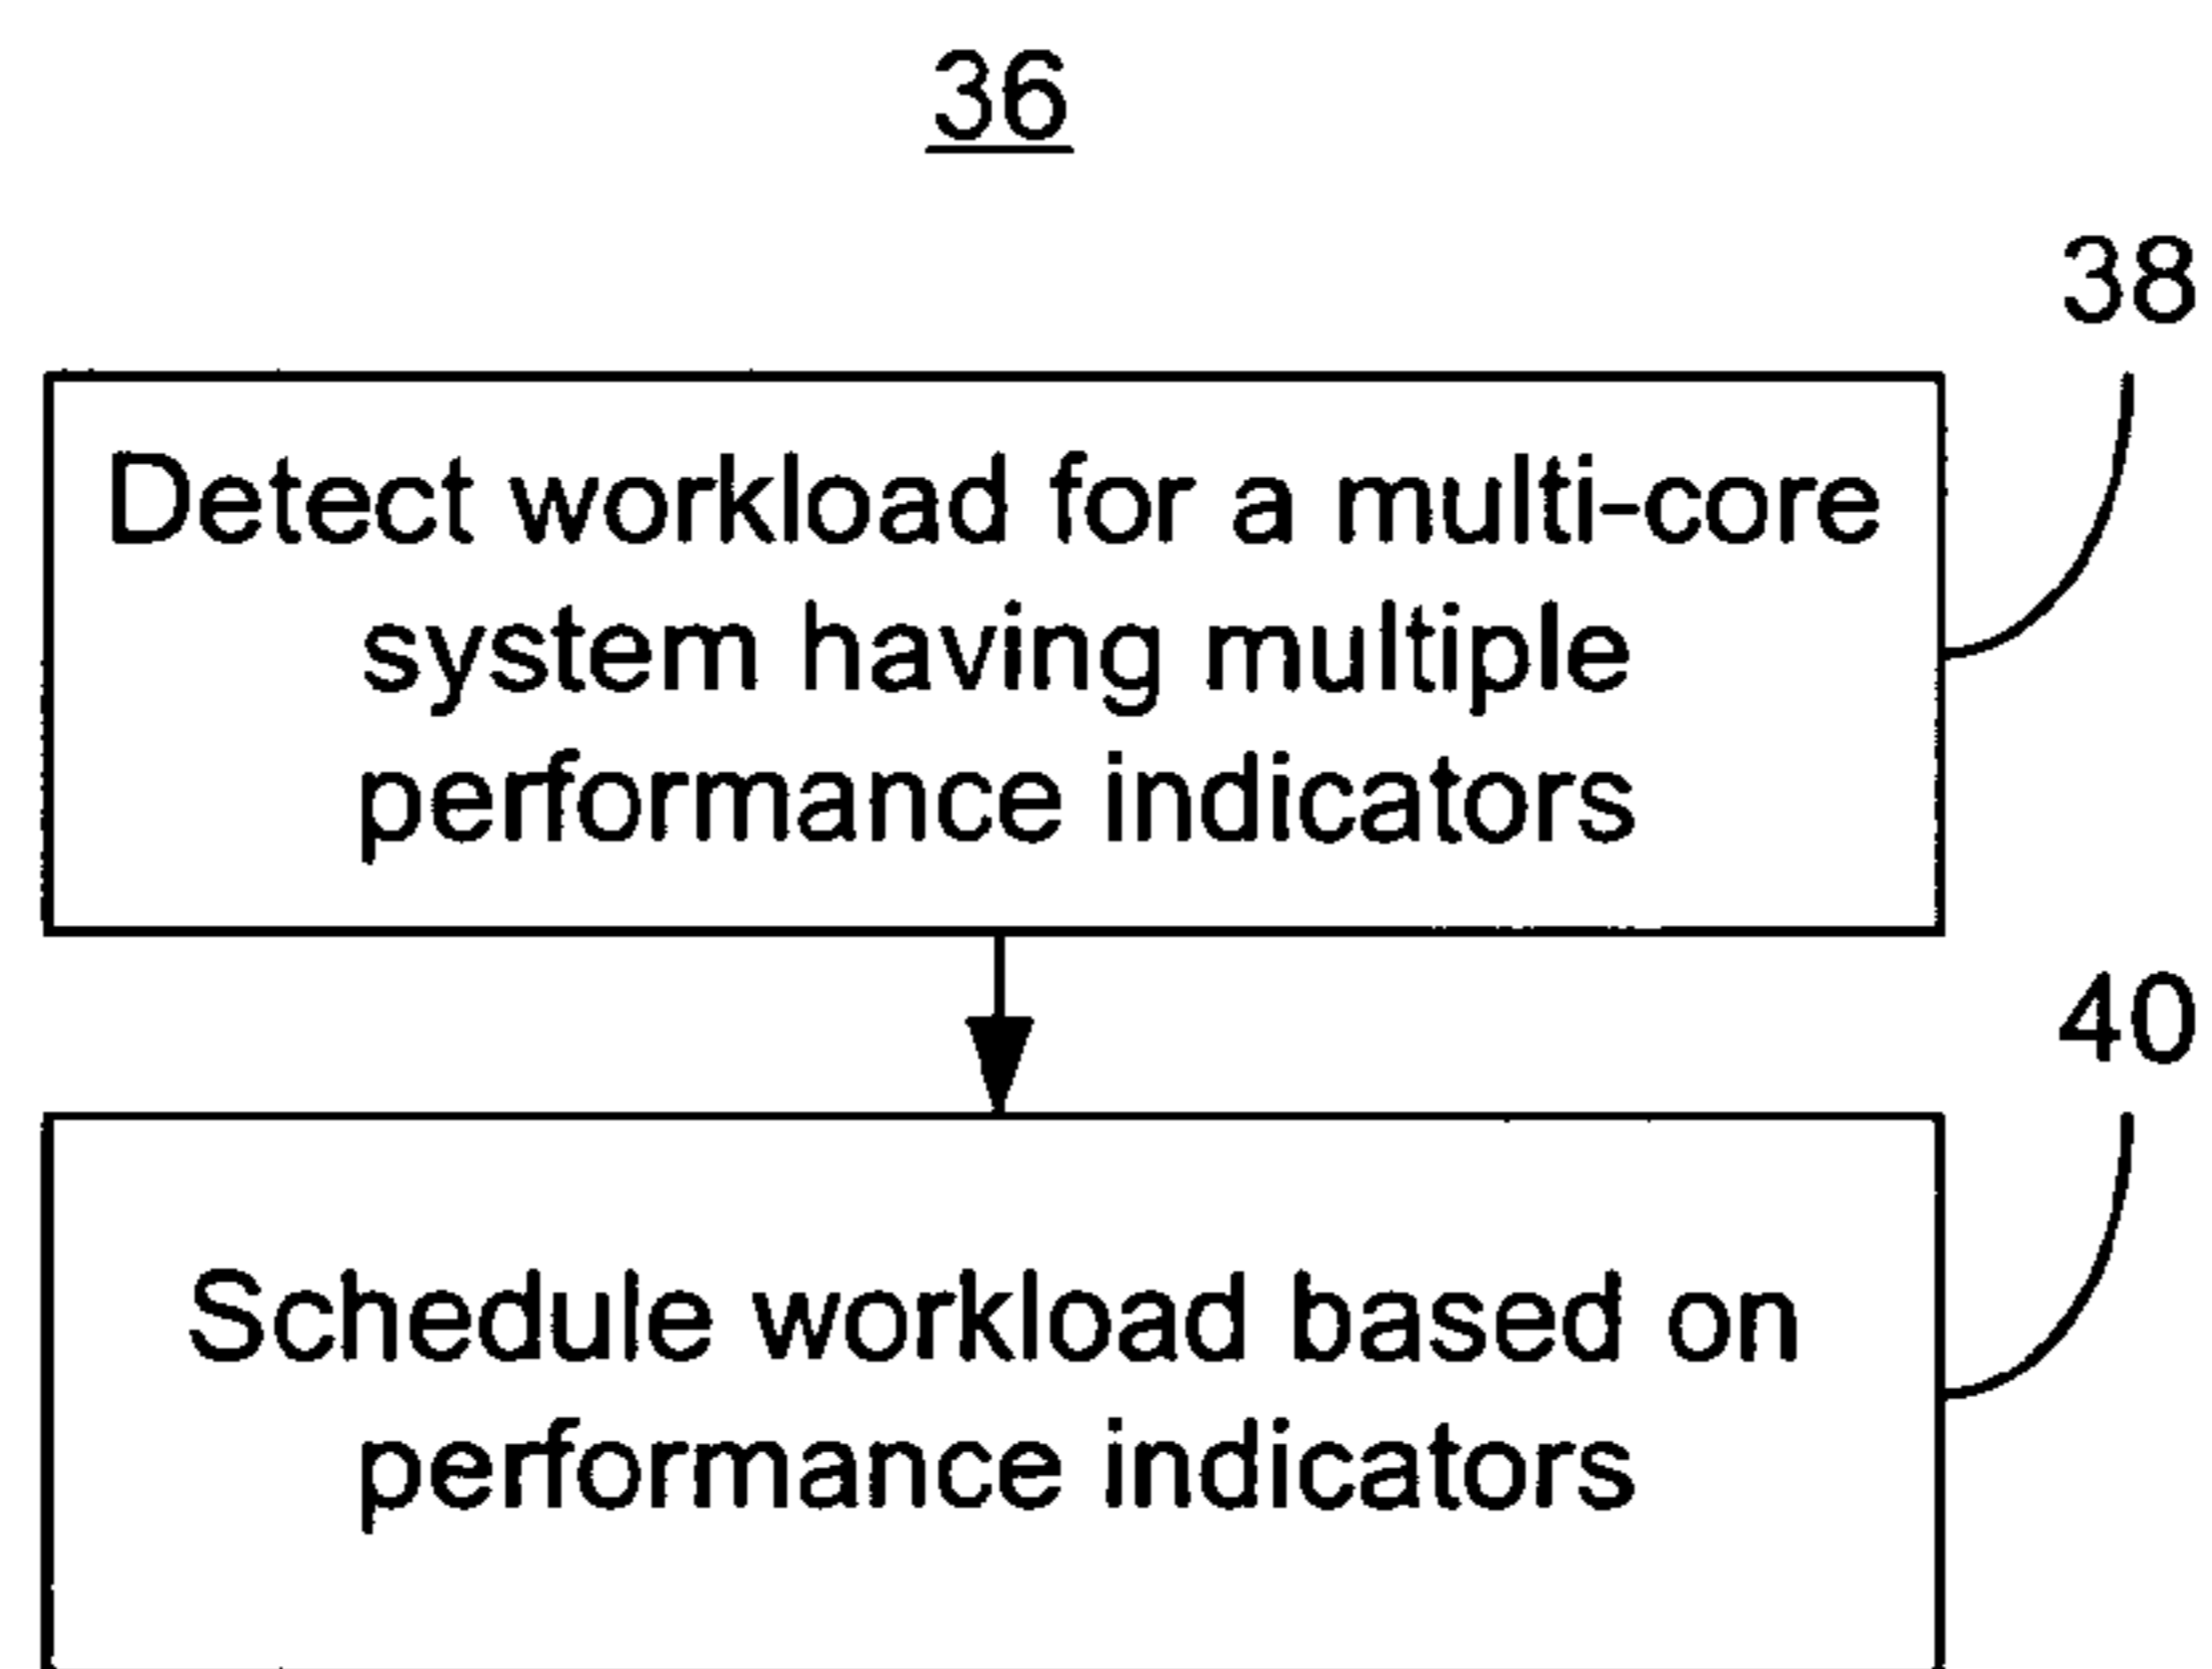 36
38
Detect workload for a multi-core
system having multiple
performance indicators
40
Schedule workload based on
performance indicators